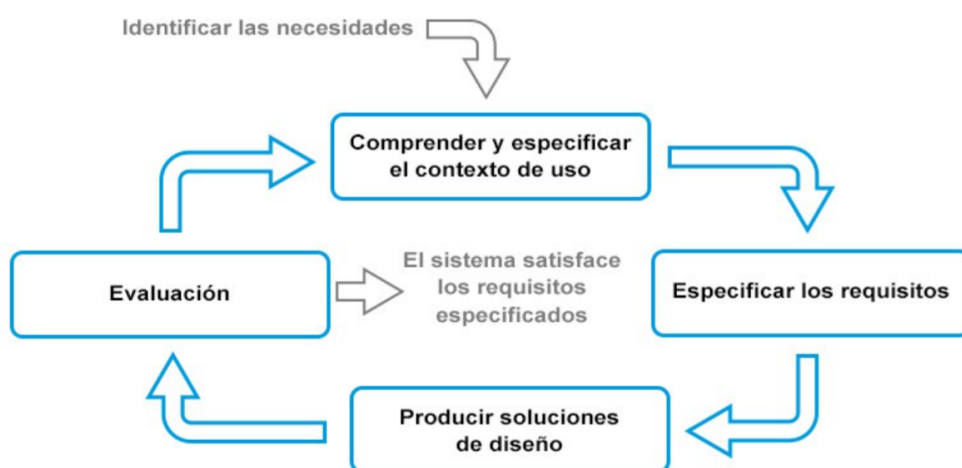 Identificar las necesidades
Comprender y especificar
el contexto de uso
Evaluación
El sistema satisface
los requisitos
especificados
Especificar los requisitos
Producir soluciones
de diseño